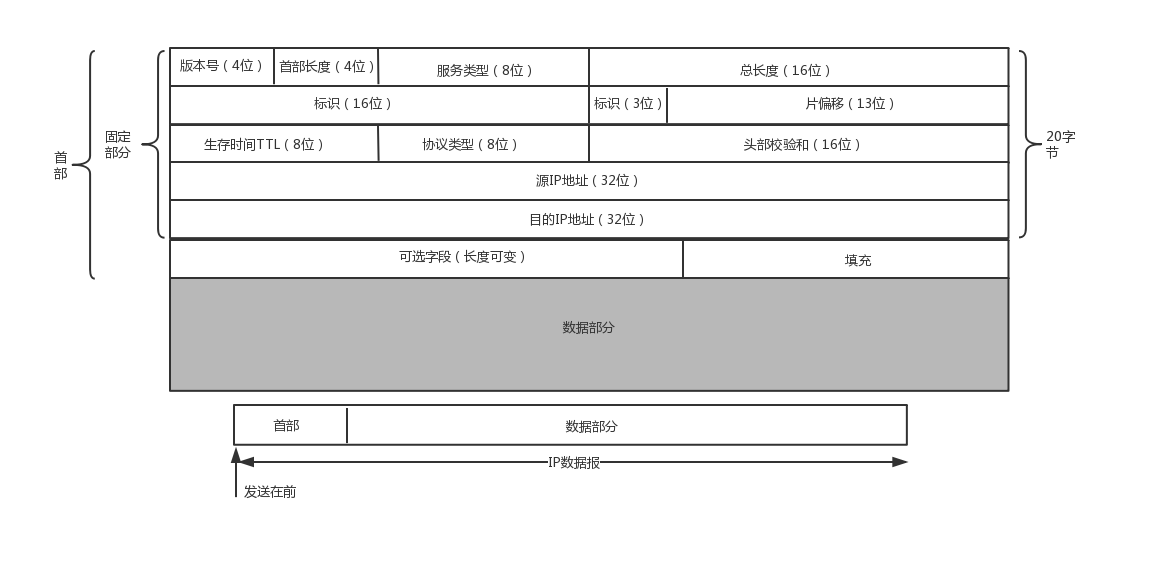 版本号（4位）
首部长度（4位）
服务类型（8位）
总长度（16位）
标识（16位）
标识（3位）
片偏移（13位）
生存时间TTL（8位）
协议类型（8位）
头部校验和（16位）
源IP地址（32位）
目的IP地址（32位）
可选字段（长度可变）
填充
首
部
固定
部分
20字
节
数据部分
首部
数据部分
IP数据报
发送在前